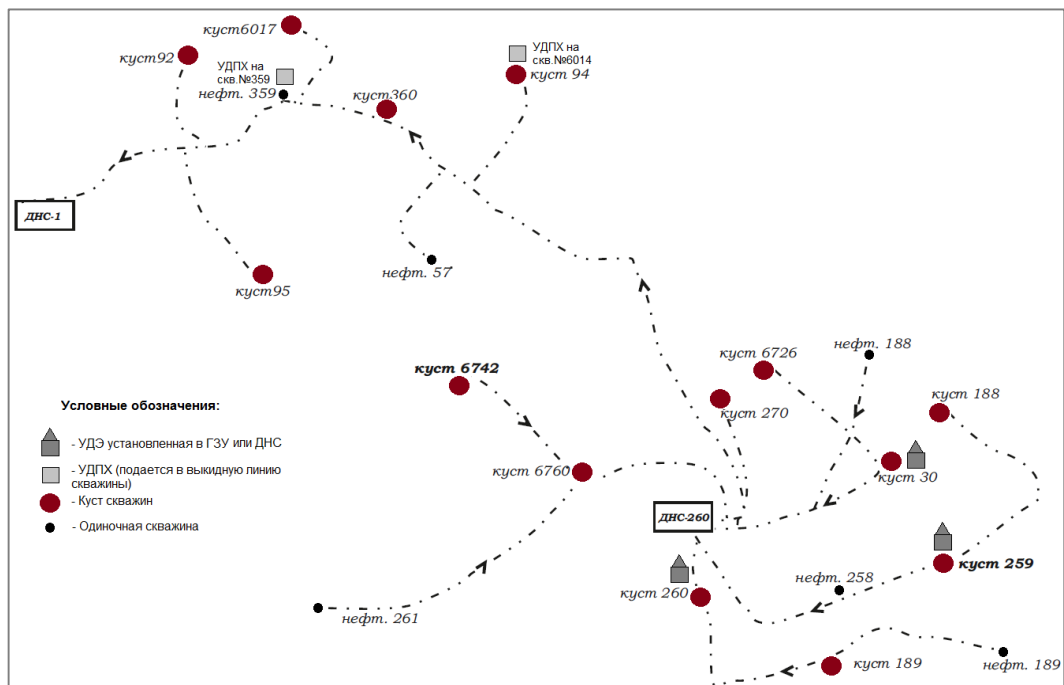 куст6017
куст92
УДПХ на
скв.№359
нефт. 359
куст360
УДПХ на
скв.№6014
куст 94
ДНС-1
куст95
нефт. 57
нефт. 188
куст 6726
куст 6742
куст 270
куст 188
Условные обозначения:
- УДЭ установленная в ГЗУ или ДНС
- УДПХ (подается в выкидную линию
скважины)
- Куст скважин
- Одиночная скважина
куст 6760
куст 30
ДНС-260
куст 259
нефт. 258
куст 260
нефт. 261
куст 189
нефт. 189